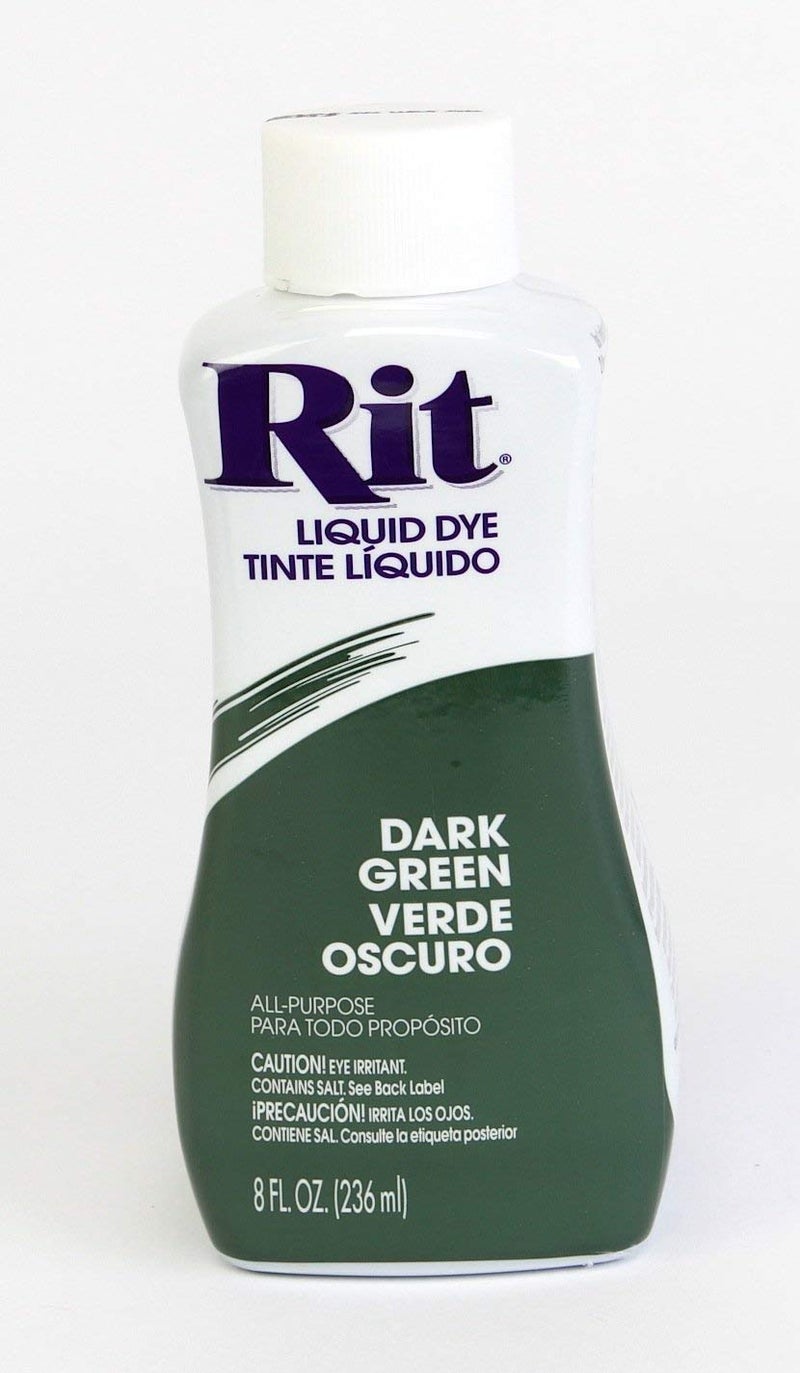 Rit®
LIQUID DYE
TINTE LÍQUIDO
DARK
GREEN
VERDE
OSCURO
ALL-PURPOSE
PARA TODO PROPÓSITO
CAUTION! EYE IRRITANT.
CONTAINS SALT. See Back Label
¡PRECAUCIÓN! IRRITA LOS OJOS.
CONTIENE SAL. Consulte la etiqueta posterior
8 FL. OZ. (236 ml)